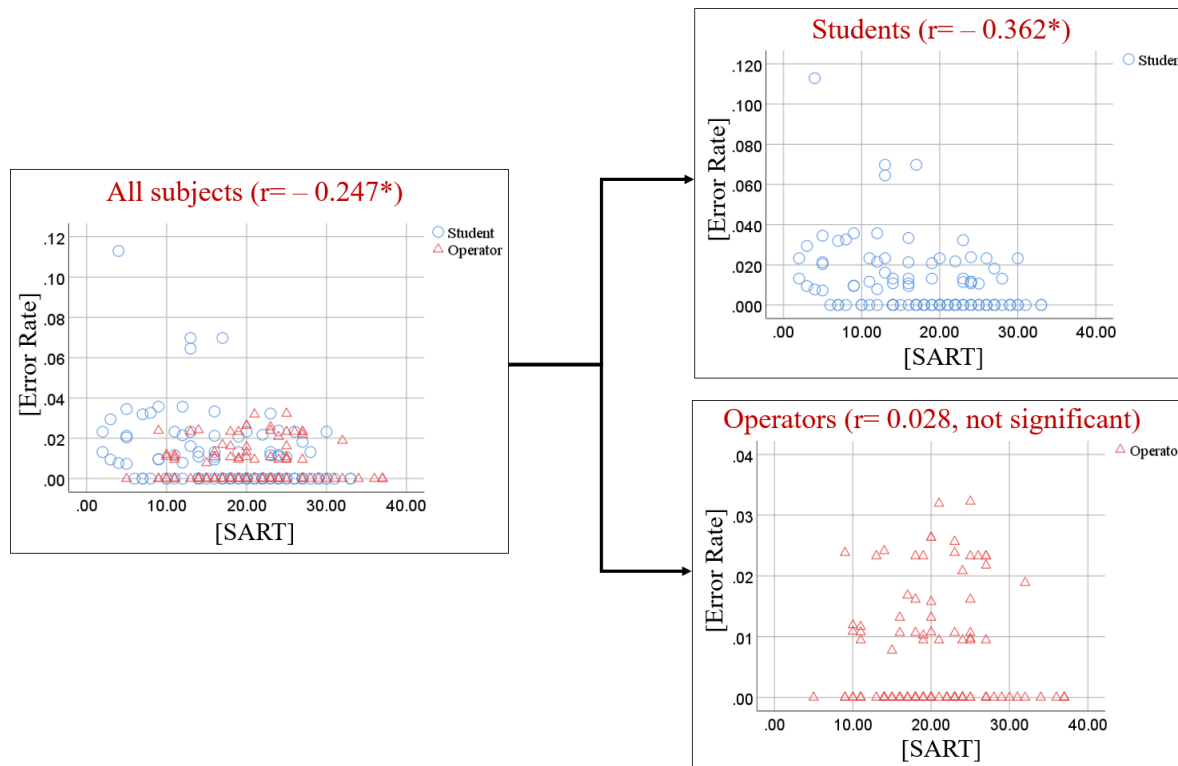 All subjects (r= – 0.247*)
[Error Rate]
.12
.10
.08
.06
.04
.02
.00
.00 10.00 20.00 30.00 40.00
[SART]
Student
Operator
Students (r= – 0.362*)
[Error Rate]
.120
.100
.080
.060
.040
.020
.000
.00 10.00 20.00 30.00 40.00
[SART]
Studen
Operators (r= 0.028, not significant)
[Error Rate]
.04
.03
.02
.01
.00
.00 10.00 20.00 30.00 40.00
[SART]
Operato